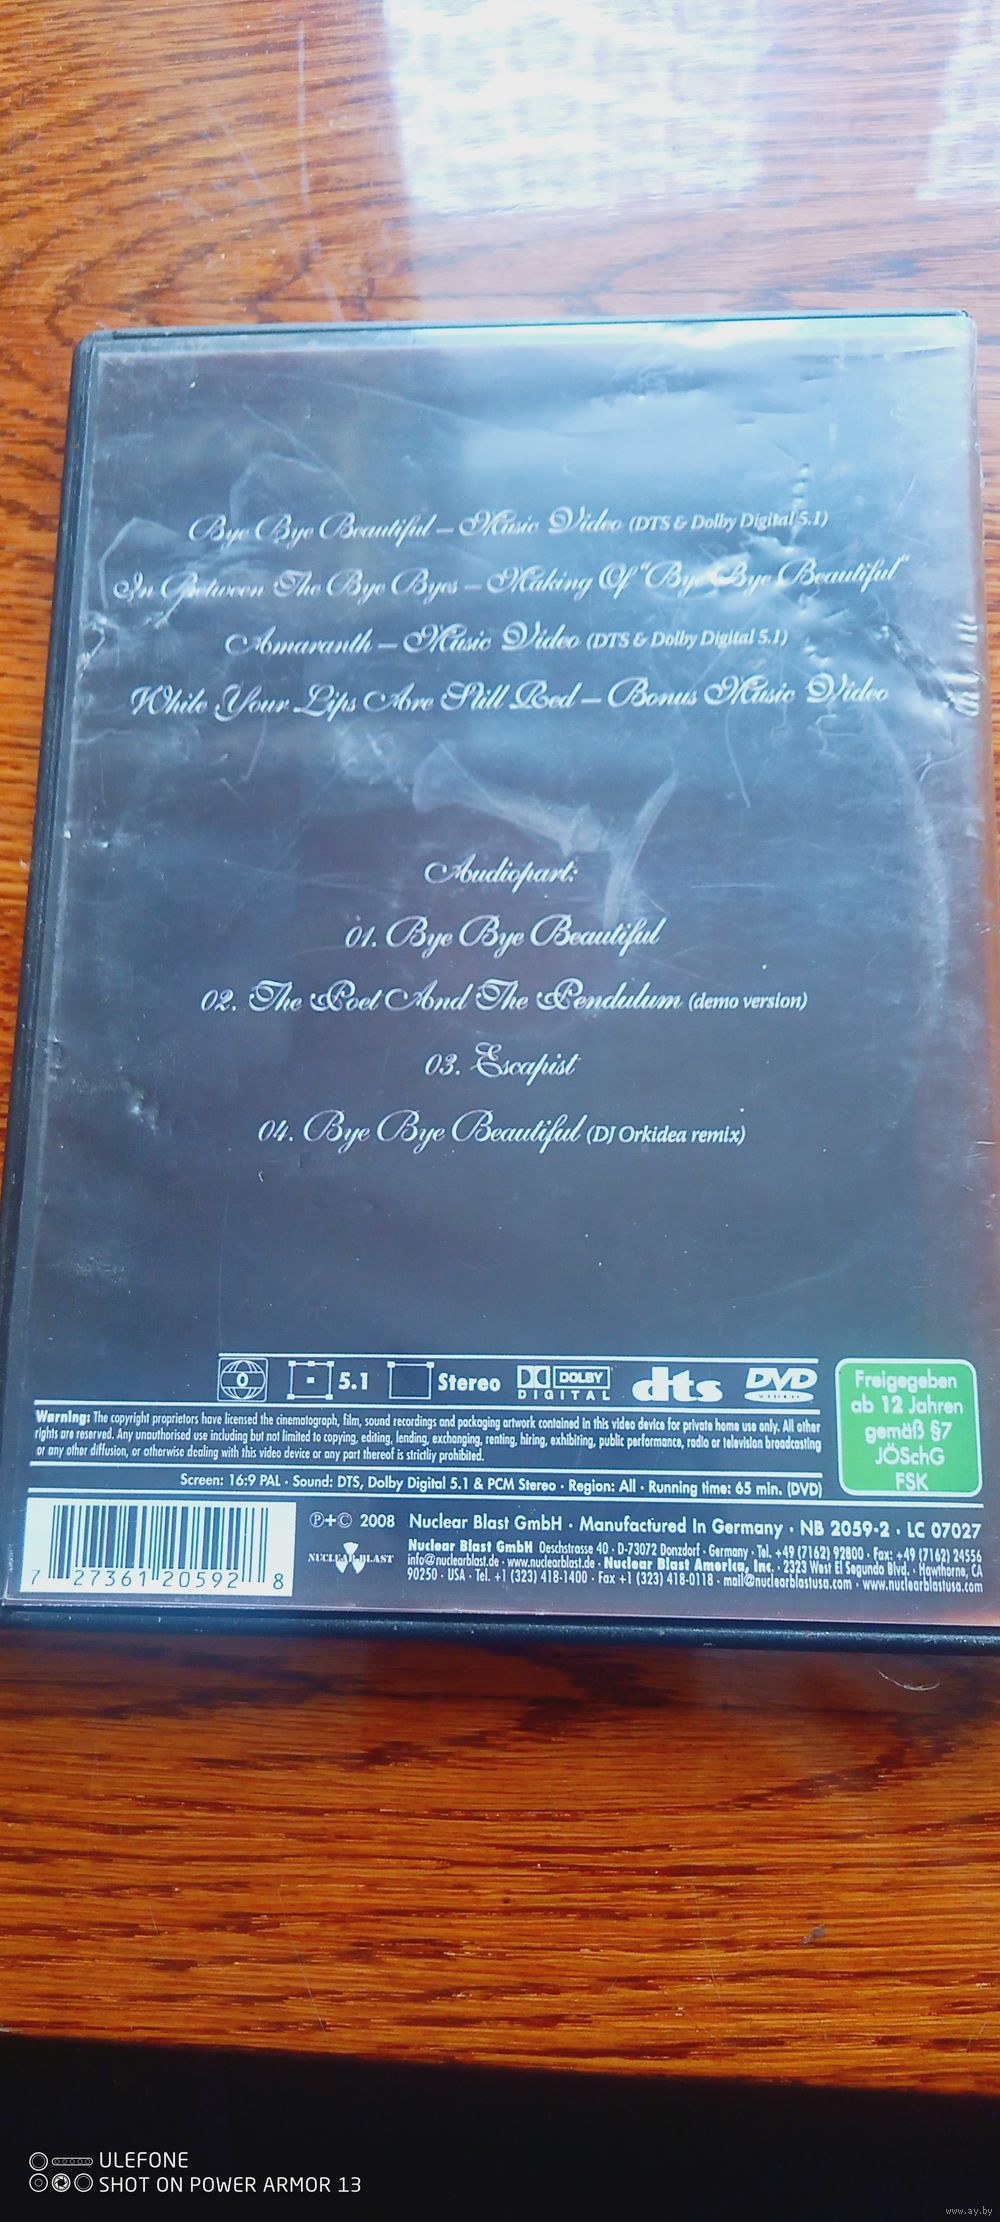 Bye Bye Beautiful – Music Video (DTS & Dolby Digital 5.1)
In Between The Bye Byes – Making Of "Bye Bye Beautiful"
Amaranth – Music Video (DTS & Dolby Digital 5.1)
While Your Lips Are Still Red – Bonus Music Video
Audiopart:
01. Bye Bye Beautiful
02. The Poet And The Pendulum (demo version)
03. Escapist
04. Bye Bye Beautiful (DJ Orkidea remix)
0 5.1 Stereo DOLBY DIGITAL dts DVD VIDEO
Freigegeben
ab 12 Jahren
gemäß §7
JÖSchG
FSK
Warning: The copyright proprietors have licensed the cinematograph, film, sound recordings and packaging artwork contained in this video device for private home use only. All other
rights are reserved. Any unauthorised use including but not limited to copying, editing, lending, exchanging, renting, hiring, exhibiting, public performance, radio or television broadcasting
or any other diffusion, or otherwise dealing with this video device or any part thereof is strictliy prohibited.
Screen: 16:9 PAL · Sound: DTS, Dolby Digital 5.1 & PCM Stereo · Region: All · Running time: 65 min. (DVD)
7 27361 20592 8
NUCLEAR BLAST
℗+© 2008 Nuclear Blast GmbH · Manufactured In Germany · NB 2059-2 · LC 07027
Nuclear Blast GmbH Oeschstrasse 40 · D-73072 Donzdorf · Germany · Tel. +49 (7162) 92800 · Fax: +49 (7162) 24556
info@nuclearblast.de · www.nuclearblast.de · Nuclear Blast America, Inc. · 2323 West El Segundo Blvd. · Hawthorne, CA
90250 · USA · Tel. +1 (323) 418-1400 · Fax +1 (323) 418-0118 · mail@nuclearblastusa.com · www.nuclearblastusa.com
ULEFONE
SHOT ON POWER ARMOR 13
www.ay.by